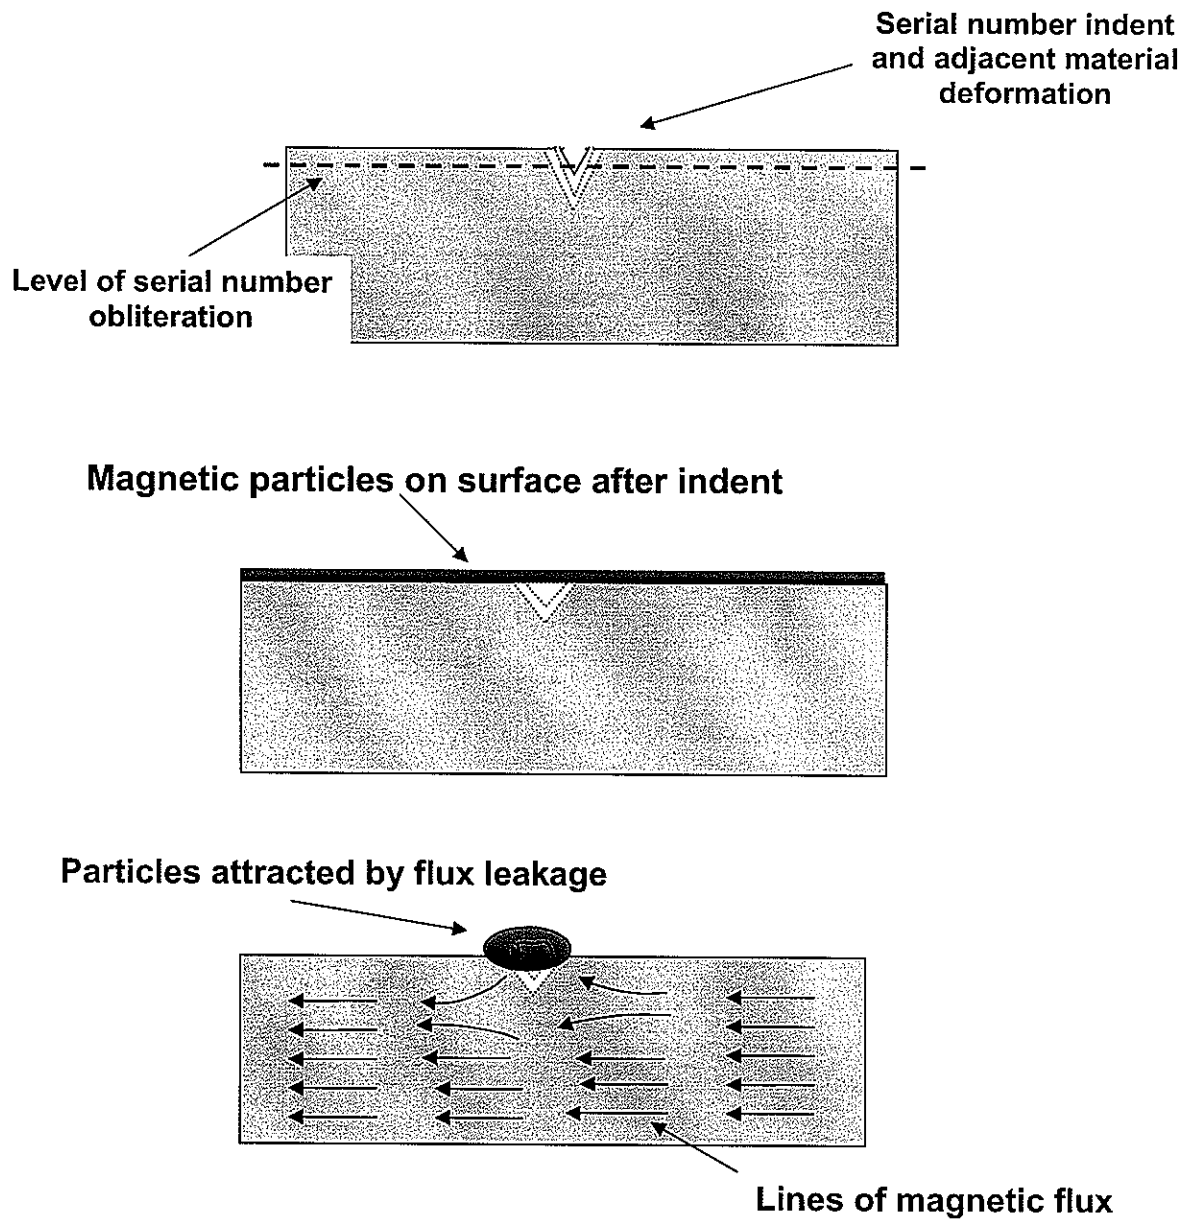 Serial number indent
and adjacent material
deformation
Level of serial number
obliteration
Magnetic particles on surface after indent
Particles attracted by flux leakage
Lines of magnetic flux